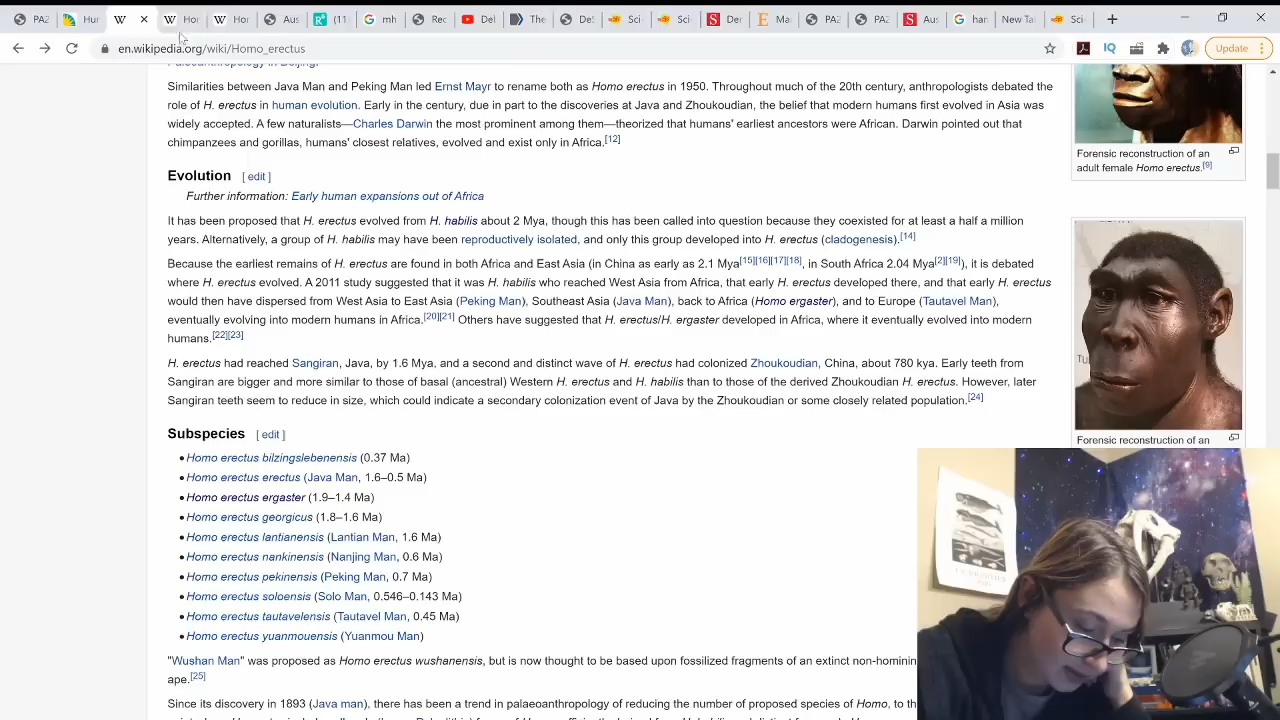 PAZ Hur Hor Hor Aus (11 mh Rec Del The DeS Sci Sci Der Ma PAZ PAZ Aus han New Tal Sci
en.wikipedia.org/wiki/Homo_erectus Update
Paleoanthropology in Beijing.
Similarities between Java Man and Peking Man led Ernst Mayr to rename both as Homo erectus in 1950. Throughout much of the 20th century, anthropologists debated the
role of H. erectus in human evolution. Early in the century, due in part to the discoveries at Java and Zhoukoudian, the belief that modern humans first evolved in Asia was
widely accepted. A few naturalists—Charles Darwin the most prominent among them—theorized that humans' earliest ancestors were African. Darwin pointed out that
chimpanzees and gorillas, humans' closest relatives, evolved and exist only in Africa.[12]
Forensic reconstruction of an
adult female Homo erectus.[9]
Evolution [ edit ]
Further information: Early human expansions out of Africa
It has been proposed that H. erectus evolved from H. habilis about 2 Mya, though this has been called into question because they coexisted for at least a half a million
years. Alternatively, a group of H. habilis may have been reproductively isolated, and only this group developed into H. erectus (cladogenesis).[14]
Because the earliest remains of H. erectus are found in both Africa and East Asia (in China as early as 2.1 Mya[15][16][17][18], in South Africa 2.04 Mya[2][19]), it is debated
where H. erectus evolved. A 2011 study suggested that it was H. habilis who reached West Asia from Africa, that early H. erectus developed there, and that early H. erectus
would then have dispersed from West Asia to East Asia (Peking Man), Southeast Asia (Java Man), back to Africa (Homo ergaster), and to Europe (Tautavel Man),
eventually evolving into modern humans in Africa.[20][21] Others have suggested that H. erectus/H. ergaster developed in Africa, where it eventually evolved into modern
humans.[22][23]
H. erectus had reached Sangiran, Java, by 1.6 Mya, and a second and distinct wave of H. erectus had colonized Zhoukoudian, China, about 780 kya. Early teeth from
Sangiran are bigger and more similar to those of basal (ancestral) Western H. erectus and H. habilis than to those of the derived Zhoukoudian H. erectus. However, later
Sangiran teeth seem to reduce in size, which could indicate a secondary colonization event of Java by the Zhoukoudian or some closely related population.[24]
Forensic reconstruction of an
Subspecies [ edit ]
• Homo erectus bilzingslebenensis (0.37 Ma)
• Homo erectus erectus (Java Man, 1.6–0.5 Ma)
• Homo erectus ergaster (1.9–1.4 Ma)
• Homo erectus georgicus (1.8–1.6 Ma)
• Homo erectus lantianensis (Lantian Man, 1.6 Ma)
• Homo erectus nankinensis (Nanjing Man, 0.6 Ma)
• Homo erectus pekinensis (Peking Man, 0.7 Ma)
• Homo erectus soloensis (Solo Man, 0.546–0.143 Ma)
• Homo erectus tautavelensis (Tautavel Man, 0.45 Ma)
• Homo erectus yuanmouensis (Yuanmou Man)
"Wushan Man" was proposed as Homo erectus wushanensis, but is now thought to be based upon fossilized fragments of an extinct non-hominin
ape.[25]
Since its discovery in 1893 (Java man), there has been a trend in palaeoanthropology of reducing the number of proposed species of Homo, to th